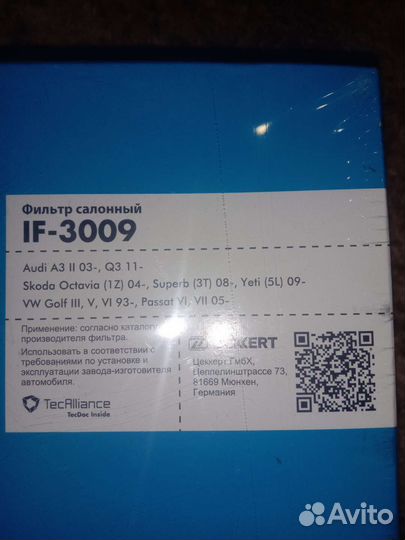 Фильтр салонный
IF-3009
Audi A3 II 03-, Q3 11-
Skoda Octavia (1Z) 04-, Superb (3T) 08-, Yeti (5L) 09-
VW Golf III, V, VI 93-, Passat VI, VII 05-
Применение: согласно каталогу
производителя фильтра.
Использовать в соответствии с
требованиями по установке и
эксплуатации завода-изготовителя
автомобиля.
TecAlliance
TecDoc Inside
ZEKKERT
Цеккерт ГмбХ,
Цеппелинштрассе 73,
81669 Мюнхен,
Германия
Avito